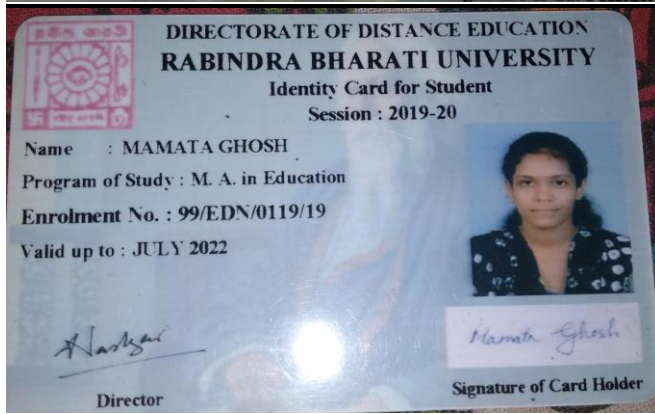 রবীন্দ্র ভারতী
DIRECTORATE OF DISTANCE EDUCATION
RABINDRA BHARATI UNIVERSITY
Identity Card for Student
Session : 2019-20
Name : MAMATA GHOSH
Program of Study : M. A. in Education
Enrolment No. : 99/EDN/0119/19
Valid up to : JULY 2022
Mamata Ghosh
Director
Signature of Card Holder